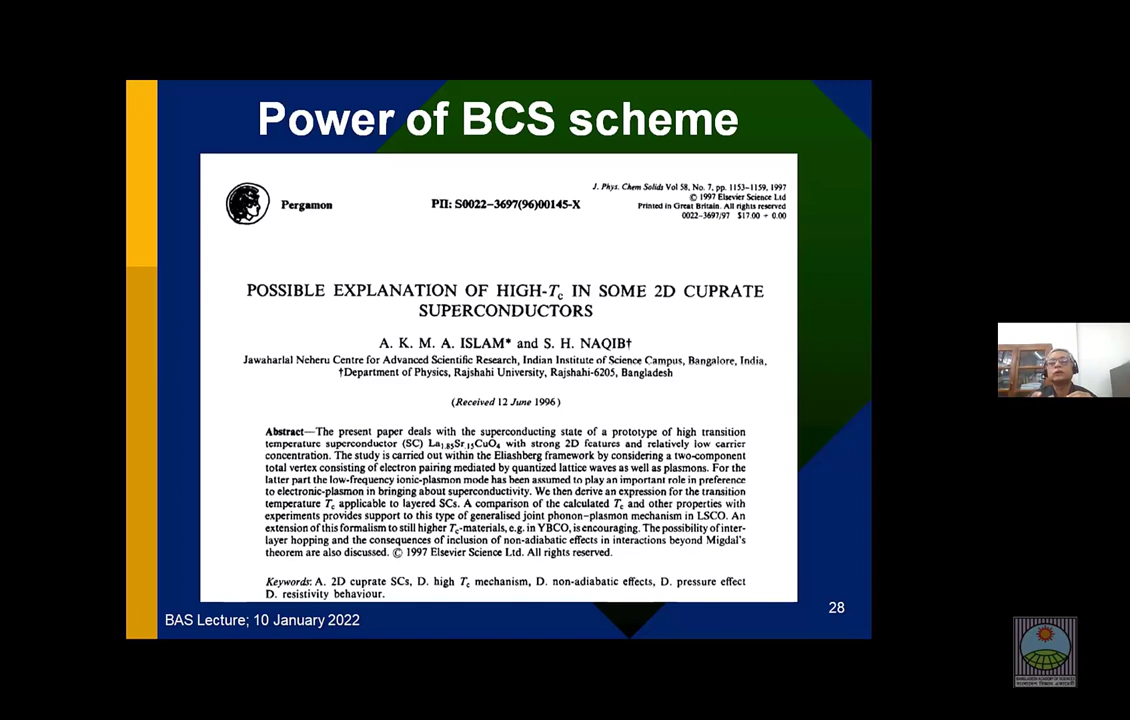 Power of BCS scheme
J. Phys. Chem Solids Vol 58, No. 7, pp. 1153–1159, 1997
© 1997 Elsevier Science Ltd
Pergamon
PII: S0022–3697(96)00145-X
Printed in Great Britain. All rights reserved
0022-3697/97 $17.00 + 0.00
POSSIBLE EXPLANATION OF HIGH-Tc IN SOME 2D CUPRATE
SUPERCONDUCTORS
A. K. M. A. ISLAM* and S. H. NAQIB†
Jawaharlal Neheru Centre for Advanced Scientific Research, Indian Institute of Science Campus, Bangalore, India,
†Department of Physics, Rajshahi University, Rajshahi-6205, Bangladesh
(Received 12 June 1996)
Abstract—The present paper deals with the superconducting state of a prototype of high transition
temperature superconductor (SC) La1.85Sr.15CuO4 with strong 2D features and relatively low carrier
concentration. The study is carried out within the Eliashberg framework by considering a two-component
total vertex consisting of electron pairing mediated by quantized lattice waves as well as plasmons. For the
latter part the low-frequency ionic-plasmon mode has been assumed to play an important role in preference
to electronic-plasmon in bringing about superconductivity. We then derive an expression for the transition
temperature Tc applicable to layered SCs. A comparison of the calculated Tc and other properties with
experiments provides support to this type of generalised joint phonon–plasmon mechanism in LSCO. An
extension of this formalism to still higher Tc-materials, e.g. in YBCO, is encouraging. The possibility of inter-
layer hopping and the consequences of inclusion of non-adiabatic effects in interactions beyond Migdal's
theorem are also discussed. © 1997 Elsevier Science Ltd. All rights reserved.
Keywords: A. 2D cuprate SCs, D. high Tc mechanism, D. non-adiabatic effects, D. pressure effect
D. resistivity behaviour.
28
BAS Lecture; 10 January 2022